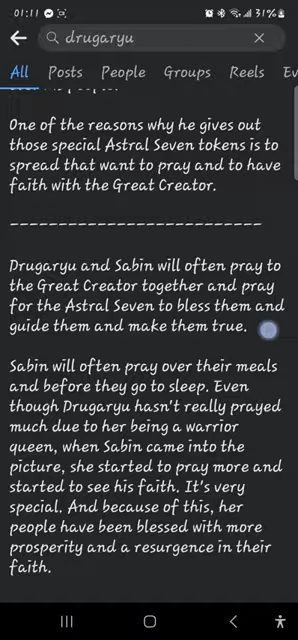 01:11
31%
drugaryu
All Posts People Groups Reels Ev
One of the reasons why he gives out
those special Astral Seven tokens is to
spread that want to pray and to have
faith with the Great Creator.
__________________________
Drugaryu and Sabin will often pray to
the Great Creator together and pray
for the Astral Seven to bless them and
guide them and make them true.
Sabin will often pray over their meals
and before they go to sleep. Even
though Drugaryu hasn't really prayed
much due to her being a warrior
queen, when Sabin came into the
picture, she started to pray more and
started to see his faith. It's very
special. And because of this, her
people have been blessed with more
prosperity and a resurgence in their
faith.